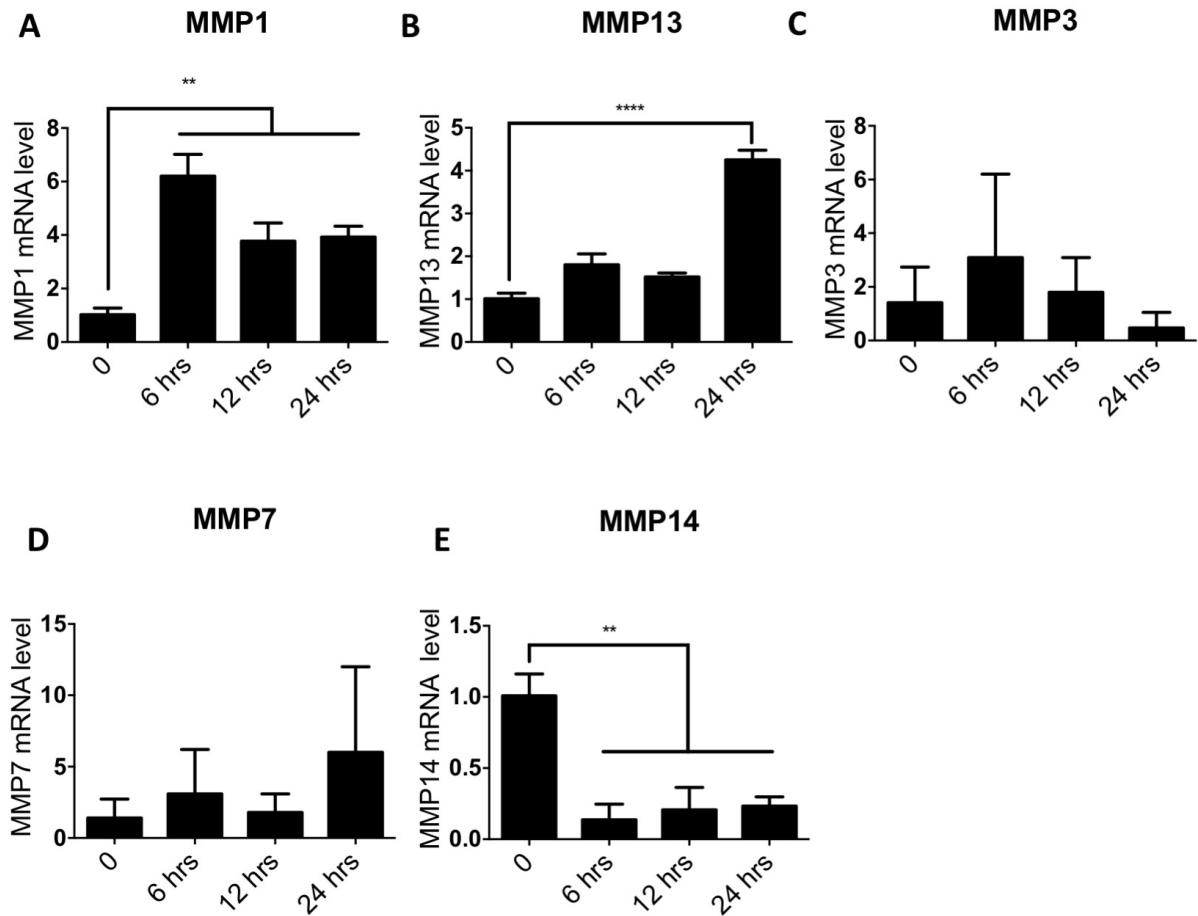 A
MMP1
**
MMP1 mRNA level
8
6
4
2
0
0
6 hrs
12 hrs
24 hrs
B
MMP13
****
MMP13 mRNA level
5
4
3
2
1
0
0
6 hrs
12 hrs
24 hrs
C
MMP3
MMP3 mRNA level
8
6
4
2
0
0
6 hrs
12 hrs
24 hrs
D
MMP7
MMP7 mRNA level
15
10
5
0
0
6 hrs
12 hrs
24 hrs
E
MMP14
**
MMP14 mRNA level
1.5
1.0
0.5
0.0
0
6 hrs
12 hrs
24 hrs